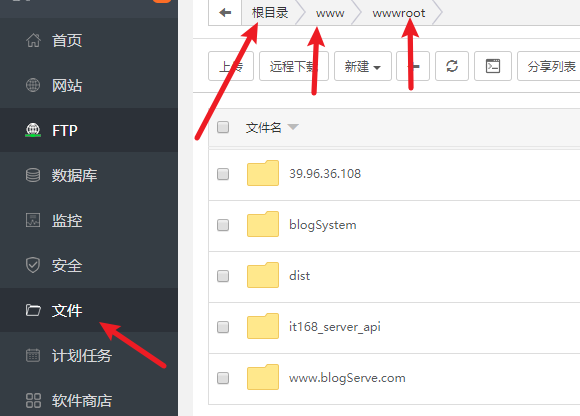 根目录 www wwwroot
首页
网站
FTP
数据库
监控
安全
文件
计划任务
软件商店
上传 远程下载 新建 分享列表
文件名
39.96.36.108
blogSystem
dist
it168_server_api
www.blogServe.com